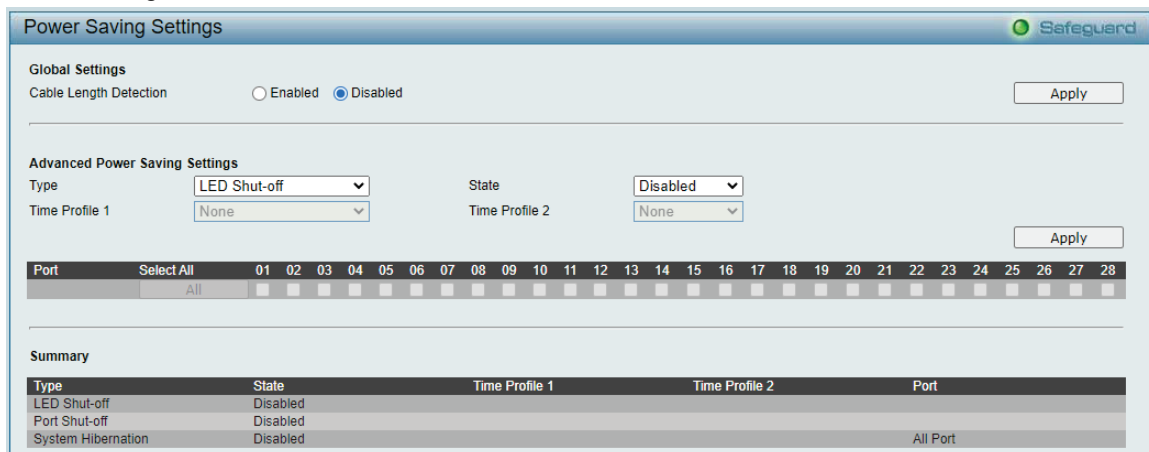 Power Saving Settings Safeguard
Global Settings
Cable Length Detection Enabled Disabled Apply
Advanced Power Saving Settings
Type LED Shut-off State Disabled
Time Profile 1 None Time Profile 2 None
Apply
Port Select All 01 02 03 04 05 06 07 08 09 10 11 12 13 14 15 16 17 18 19 20 21 22 23 24 25 26 27 28
All
Summary
Type State Time Profile 1 Time Profile 2 Port
LED Shut-off Disabled
Port Shut-off Disabled
System Hibernation Disabled All Port